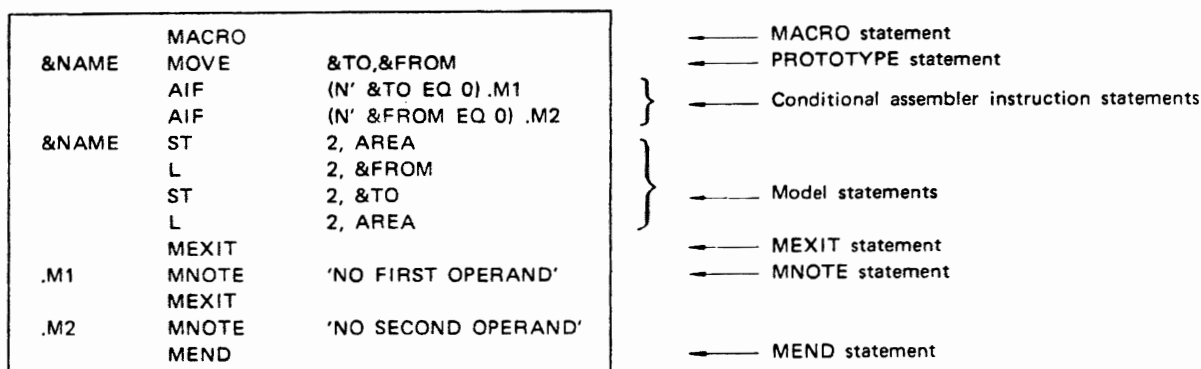 MACRO MACRO statement
&NAME MOVE &TO,&FROM PROTOTYPE statement
AIF (N' &TO EQ 0) .M1
AIF (N' &FROM EQ 0) .M2 Conditional assembler instruction statements
&NAME ST 2, AREA
L 2, &FROM
ST 2, &TO Model statements
L 2, AREA
MEXIT MEXIT statement
.M1 MNOTE 'NO FIRST OPERAND' MNOTE statement
MEXIT
.M2 MNOTE 'NO SECOND OPERAND'
MEND MEND statement